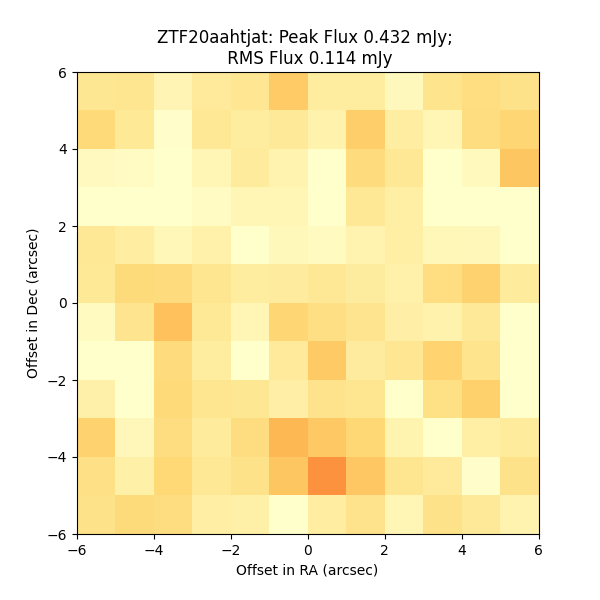 ZTF20aahtjat: Peak Flux 0.432 mJy;
RMS Flux 0.114 mJy
6
4
2
0
−2
−4
−6
Offset in Dec (arcsec)
−6 −4 −2 0 2 4 6
Offset in RA (arcsec)